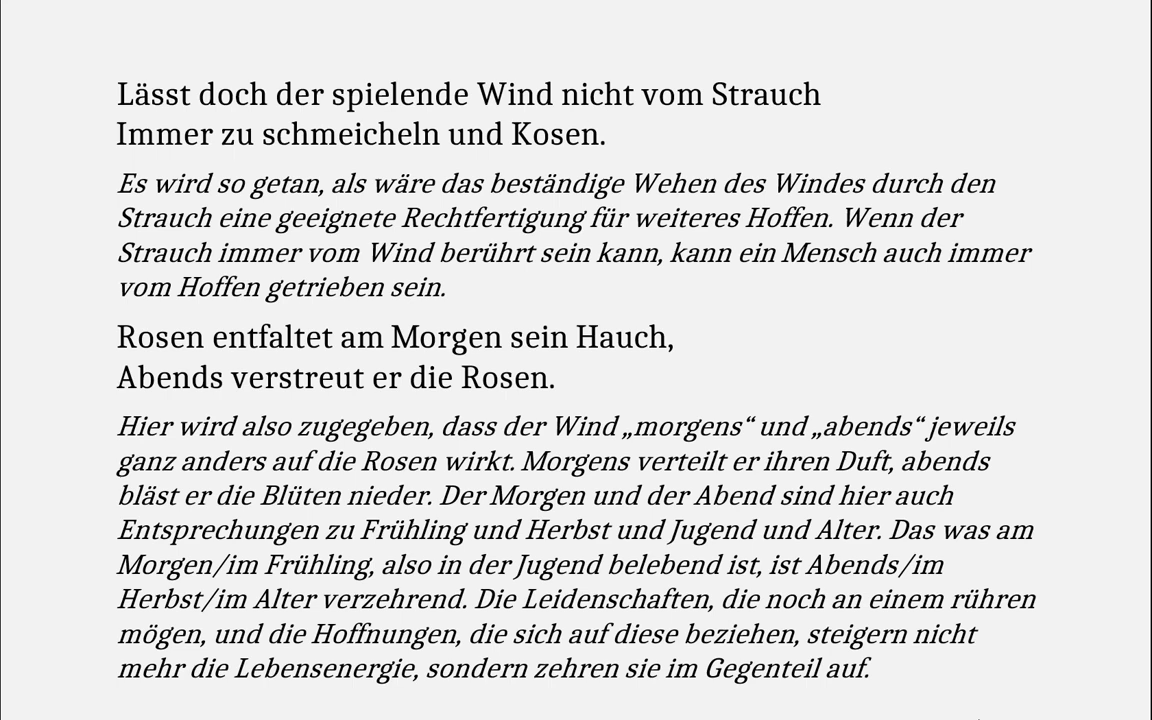 Lässt doch der spielende Wind nicht vom Strauch
Immer zu schmeicheln und Kosen.
Es wird so getan, als wäre das beständige Wehen des Windes durch den
Strauch eine geeignete Rechtfertigung für weiteres Hoffen. Wenn der
Strauch immer vom Wind berührt sein kann, kann ein Mensch auch immer
vom Hoffen getrieben sein.
Rosen entfaltet am Morgen sein Hauch,
Abends verstreut er die Rosen.
Hier wird also zugegeben, dass der Wind „morgens“ und „abends“ jeweils
ganz anders auf die Rosen wirkt. Morgens verteilt er ihren Duft, abends
bläst er die Blüten nieder. Der Morgen und der Abend sind hier auch
Entsprechungen zu Frühling und Herbst und Jugend und Alter. Das was am
Morgen/im Frühling, also in der Jugend belebend ist, ist Abends/im
Herbst/im Alter verzehrend. Die Leidenschaften, die noch an einem rühren
mögen, und die Hoffnungen, die sich auf diese beziehen, steigern nicht
mehr die Lebensenergie, sondern zehren sie im Gegenteil auf.